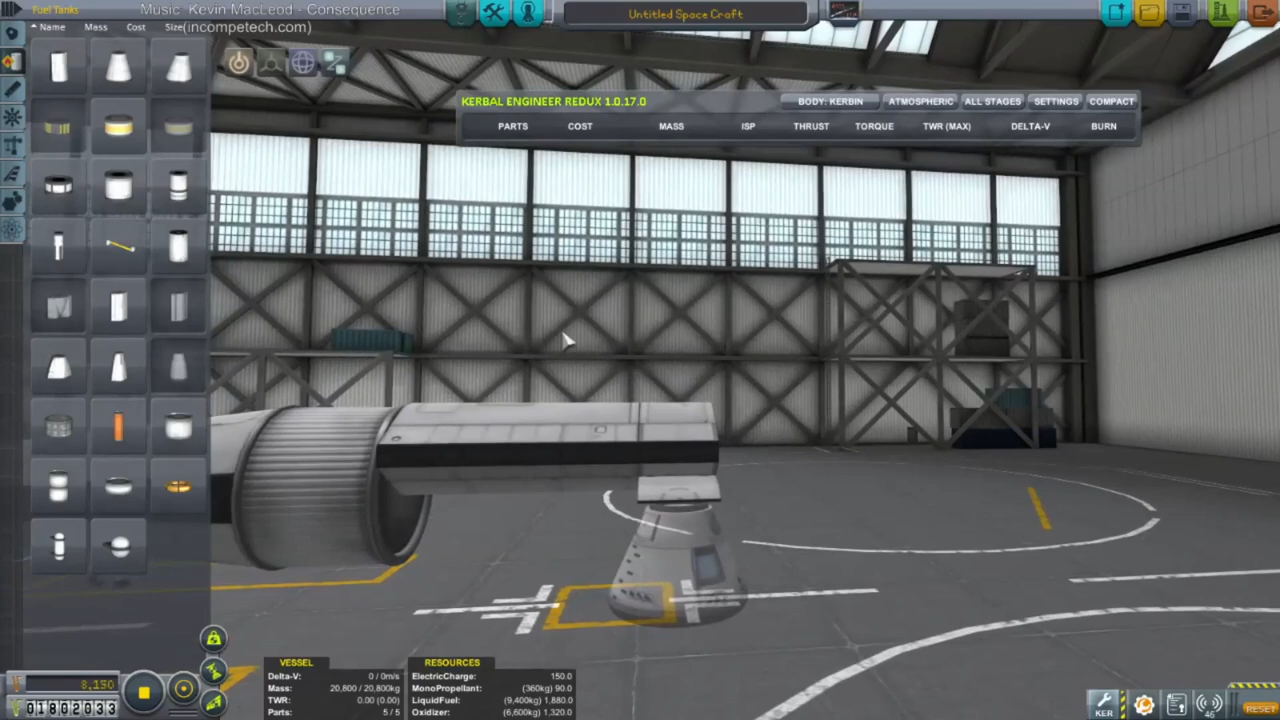 Fuel Tanks
Music Kevin MacLeod - Consequence
(incompetech.com)
Untitled Space Craft
Name Mass Cost Size
KERBAL ENGINEER REDUX 1.0.17.0
BODY: KERBIN ATMOSPHERIC ALL STAGES SETTINGS COMPACT
PARTS COST MASS ISP THRUST TORQUE TWR (MAX) DELTA-V BURN
8,130
01802033
VESSEL
Delta-V: 0 / 0m/s
Mass: 20,800 / 20,800kg
TWR: 0.00 (0.00)
Parts: 5 / 5
RESOURCES
ElectricCharge: 150.0
MonoPropellant: (360kg) 90.0
LiquidFuel: (9,400kg) 1,880.0
Oxidizer: (6,600kg) 1,320.0
KER
46
RESET